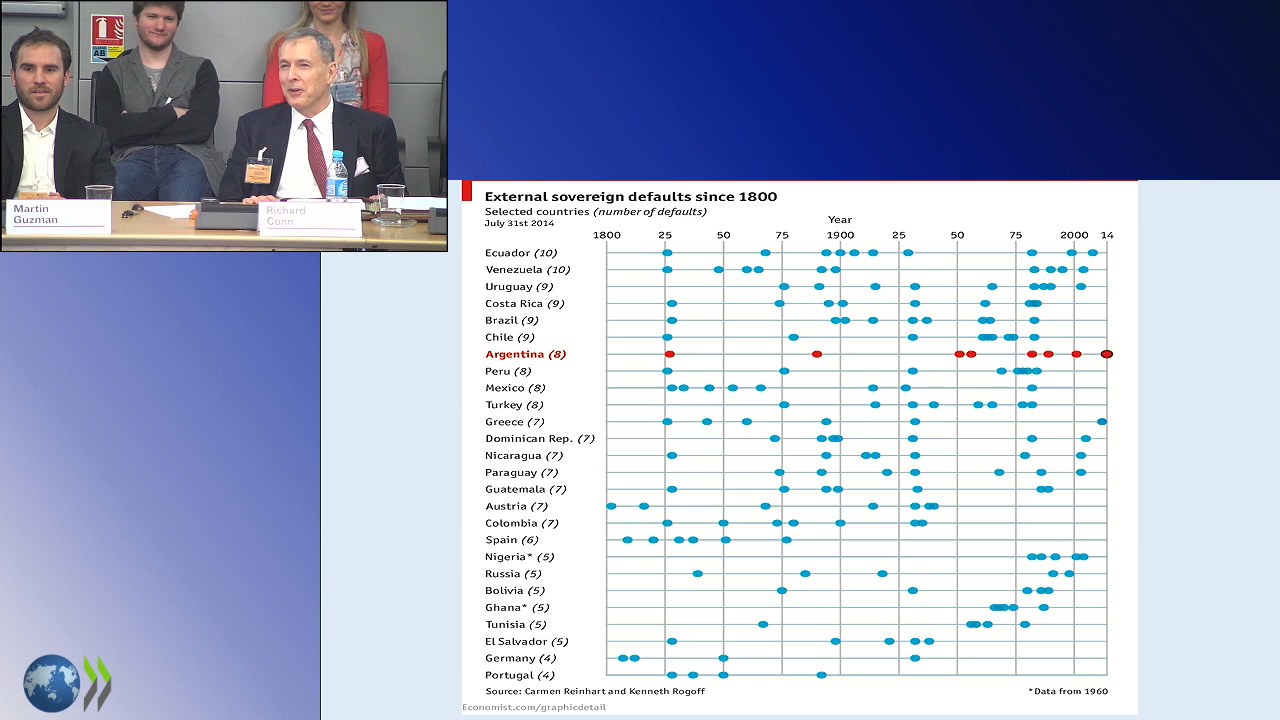 AB
Martin
Guzman
Richard
Conn
External sovereign defaults since 1800
Selected countries (number of defaults)
July 31st 2014
Year
1800 25 50 75 1900 25 50 75 2000 14
Ecuador (10)
Venezuela (10)
Uruguay (9)
Costa Rica (9)
Brazil (9)
Chile (9)
Argentina (8)
Peru (8)
Mexico (8)
Turkey (8)
Greece (7)
Dominican Rep. (7)
Nicaragua (7)
Paraguay (7)
Guatemala (7)
Austria (7)
Colombia (7)
Spain (6)
Nigeria* (5)
Russia (5)
Bolivia (5)
Ghana* (5)
Tunisia (5)
El Salvador (5)
Germany (4)
Portugal (4)
Source: Carmen Reinhart and Kenneth Rogoff
*Data from 1960
Economist.com/graphicdetail